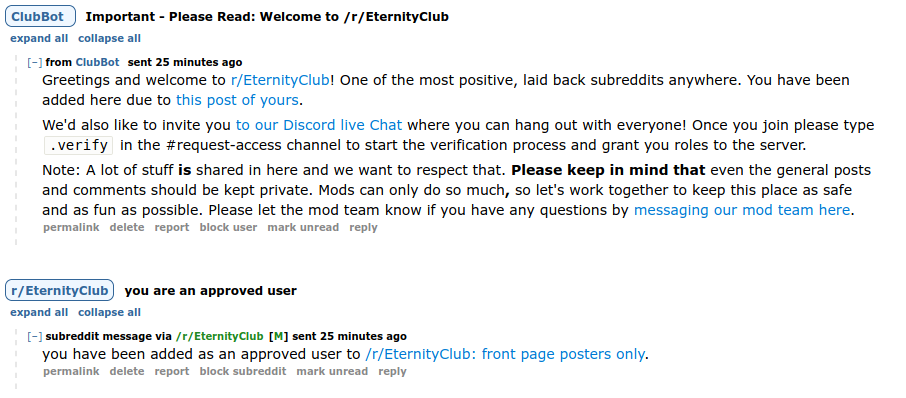 ClubBot Important - Please Read: Welcome to /r/EternityClub
expand all collapse all
[-] from ClubBot sent 25 minutes ago
Greetings and welcome to r/EternityClub! One of the most positive, laid back subreddits anywhere. You have been
added here due to this post of yours.
We'd also like to invite you to our Discord live Chat where you can hang out with everyone! Once you join please type
.verify in the #request-access channel to start the verification process and grant you roles to the server.
Note: A lot of stuff is shared in here and we want to respect that. Please keep in mind that even the general posts
and comments should be kept private. Mods can only do so much, so let's work together to keep this place as safe
and as fun as possible. Please let the mod team know if you have any questions by messaging our mod team here.
permalink delete report block user mark unread reply
r/EternityClub you are an approved user
expand all collapse all
[-] subreddit message via /r/EternityClub [M] sent 25 minutes ago
you have been added as an approved user to /r/EternityClub: front page posters only.
permalink delete report block subreddit mark unread reply